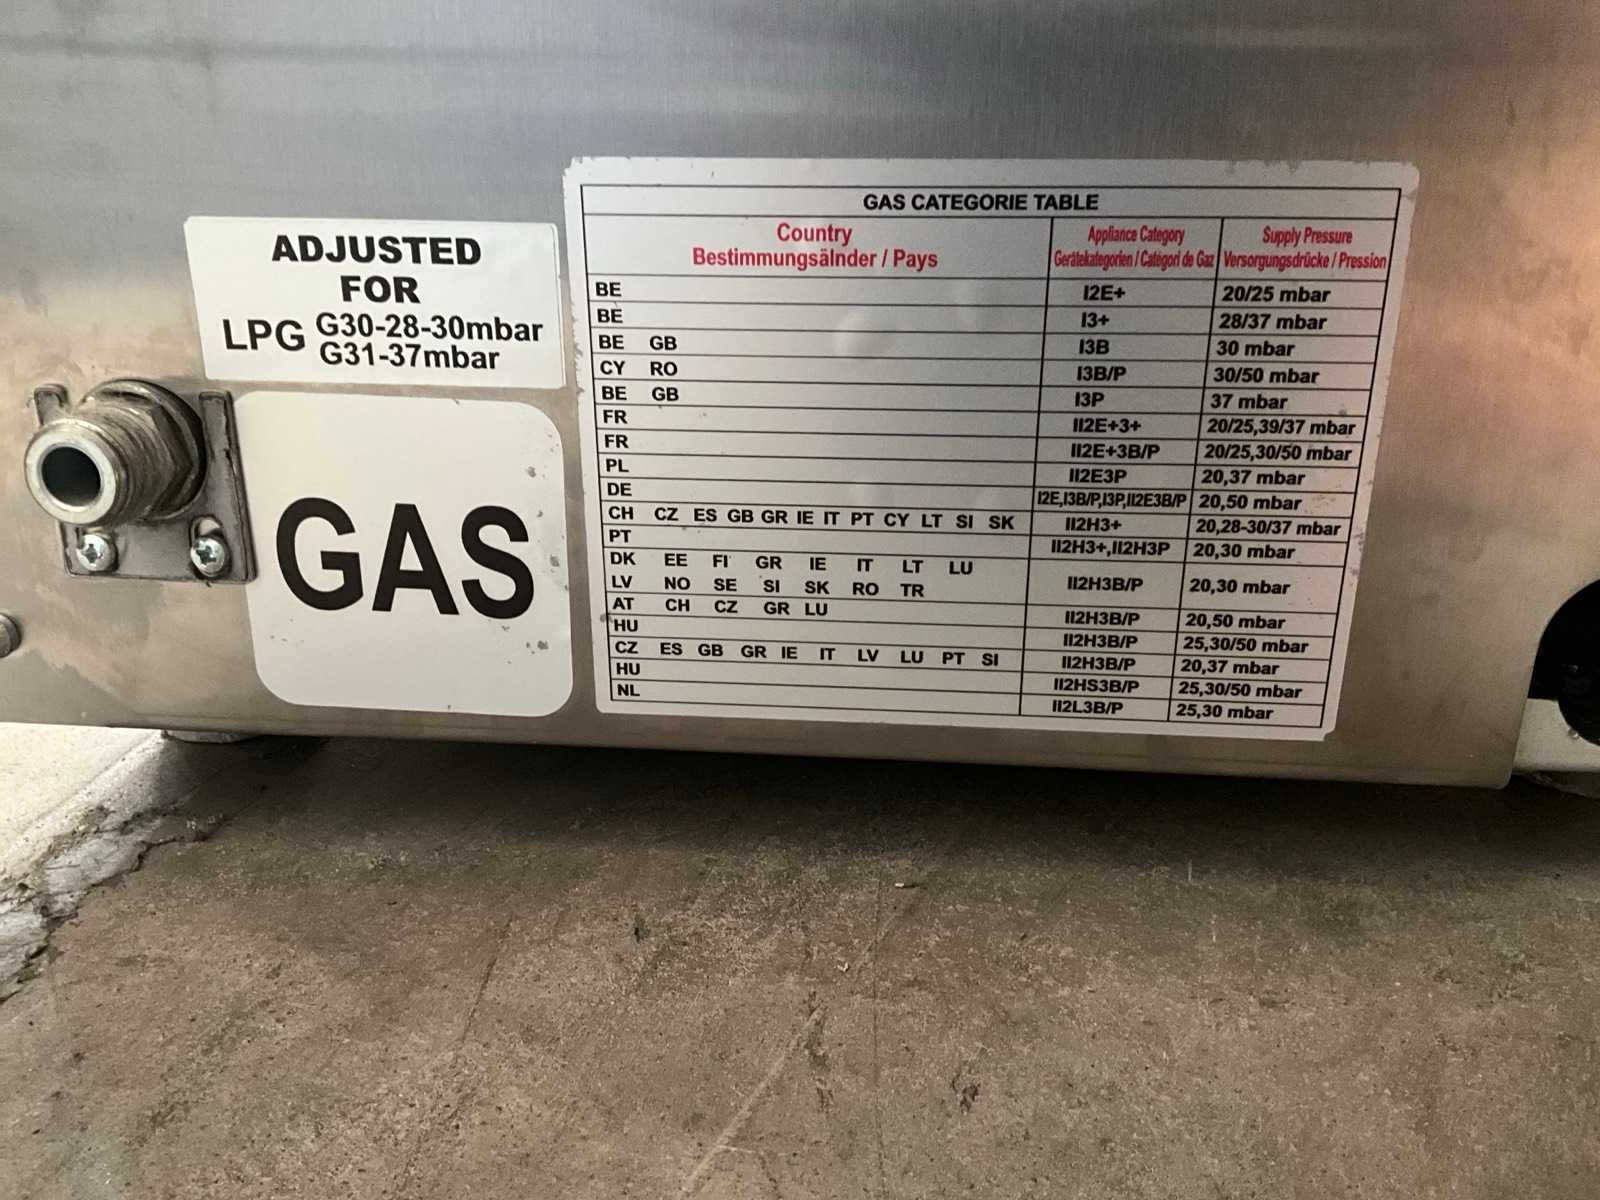 ADJUSTED
FOR
LPG G30-28-30mbar
G31-37mbar
GAS
GAS CATEGORIE TABLE
Country Appliance Category Supply Pressure
Bestimmungsälnder / Pays Gerätekategorien / Catégori de Gaz Versorgungsdrücke / Pression
BE I2E+ 20/25 mbar
BE I3+ 28/37 mbar
BE GB I3B 30 mbar
CY RO I3B/P 30/50 mbar
BE GB I3P 37 mbar
FR II2E+3+ 20/25,39/37 mbar
FR II2E+3B/P 20/25,30/50 mbar
PL II2E3P 20,37 mbar
DE I2E,I3B/P,I3P,II2E3B/P 20,50 mbar
CH CZ ES GB GR IE IT PT CY LT SI SK II2H3+ 20,28-30/37 mbar
PT II2H3+,II2H3P 20,30 mbar
DK EE FI GR IE IT LT LU
LV NO SE SI SK RO TR II2H3B/P 20,30 mbar
AT CH CZ GR LU II2H3B/P 20,50 mbar
HU II2H3B/P 25,30/50 mbar
CZ ES GB GR IE IT LV LU PT SI II2H3B/P 20,37 mbar
HU II2HS3B/P 25,30/50 mbar
NL II2L3B/P 25,30 mbar